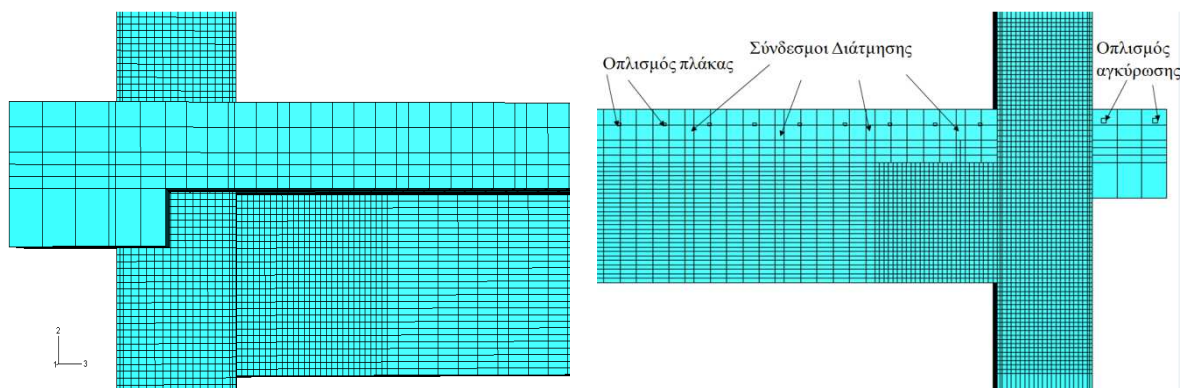 2
1
3
Οπλισμός πλάκας
Σύνδεσμοι Διάτμησης
Οπλισμός
αγκύρωσης